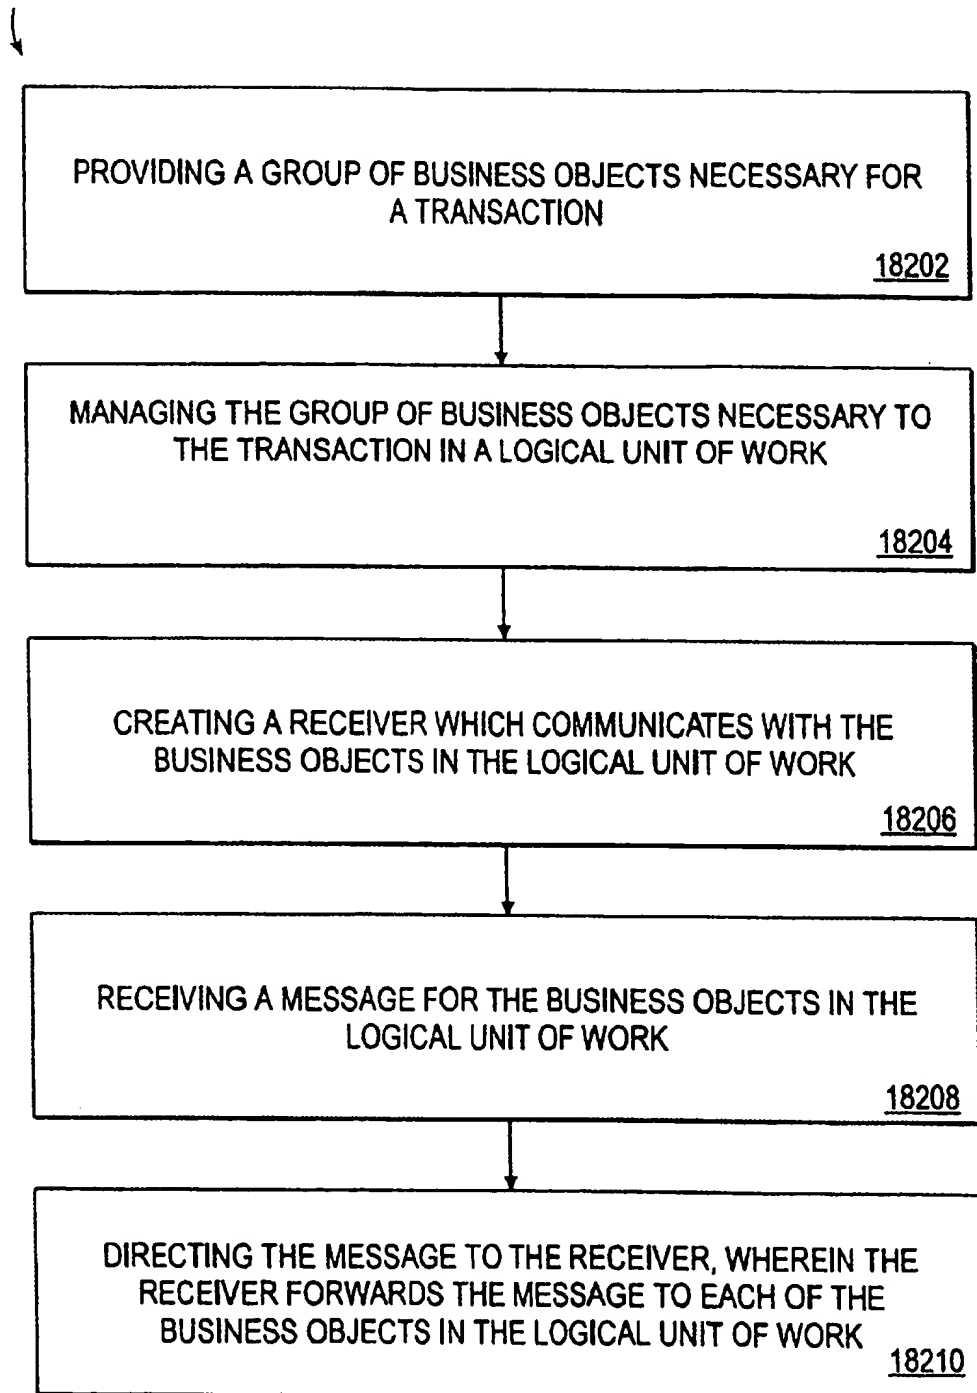 PROVIDING A GROUP OF BUSINESS OBJECTS NECESSARY FOR
A TRANSACTION
18202
MANAGING THE GROUP OF BUSINESS OBJECTS NECESSARY TO
THE TRANSACTION IN A LOGICAL UNIT OF WORK
18204
CREATING A RECEIVER WHICH COMMUNICATES WITH THE
BUSINESS OBJECTS IN THE LOGICAL UNIT OF WORK
18206
RECEIVING A MESSAGE FOR THE BUSINESS OBJECTS IN THE
LOGICAL UNIT OF WORK
18208
DIRECTING THE MESSAGE TO THE RECEIVER, WHEREIN THE
RECEIVER FORWARDS THE MESSAGE TO EACH OF THE
BUSINESS OBJECTS IN THE LOGICAL UNIT OF WORK
18210